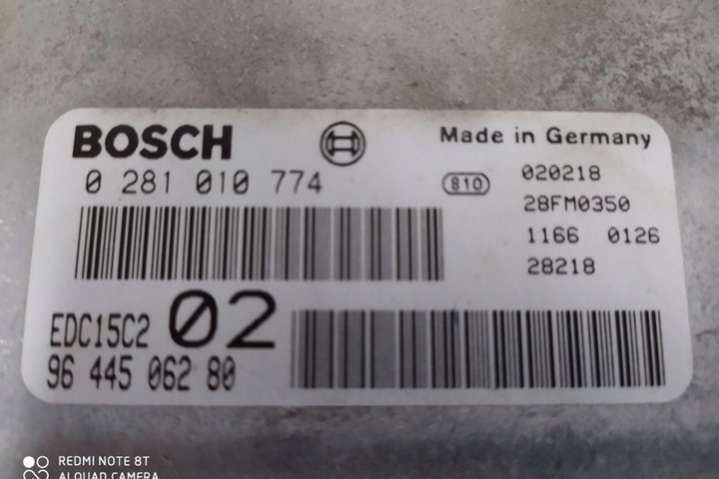 BOSCH
Made in Germany
0 281 010 774
810
020218
28FM0350
1166 0126
28218
EDC15C2 02
96 445 062 80
REDMI NOTE 8T
AI QUAD CAMERA